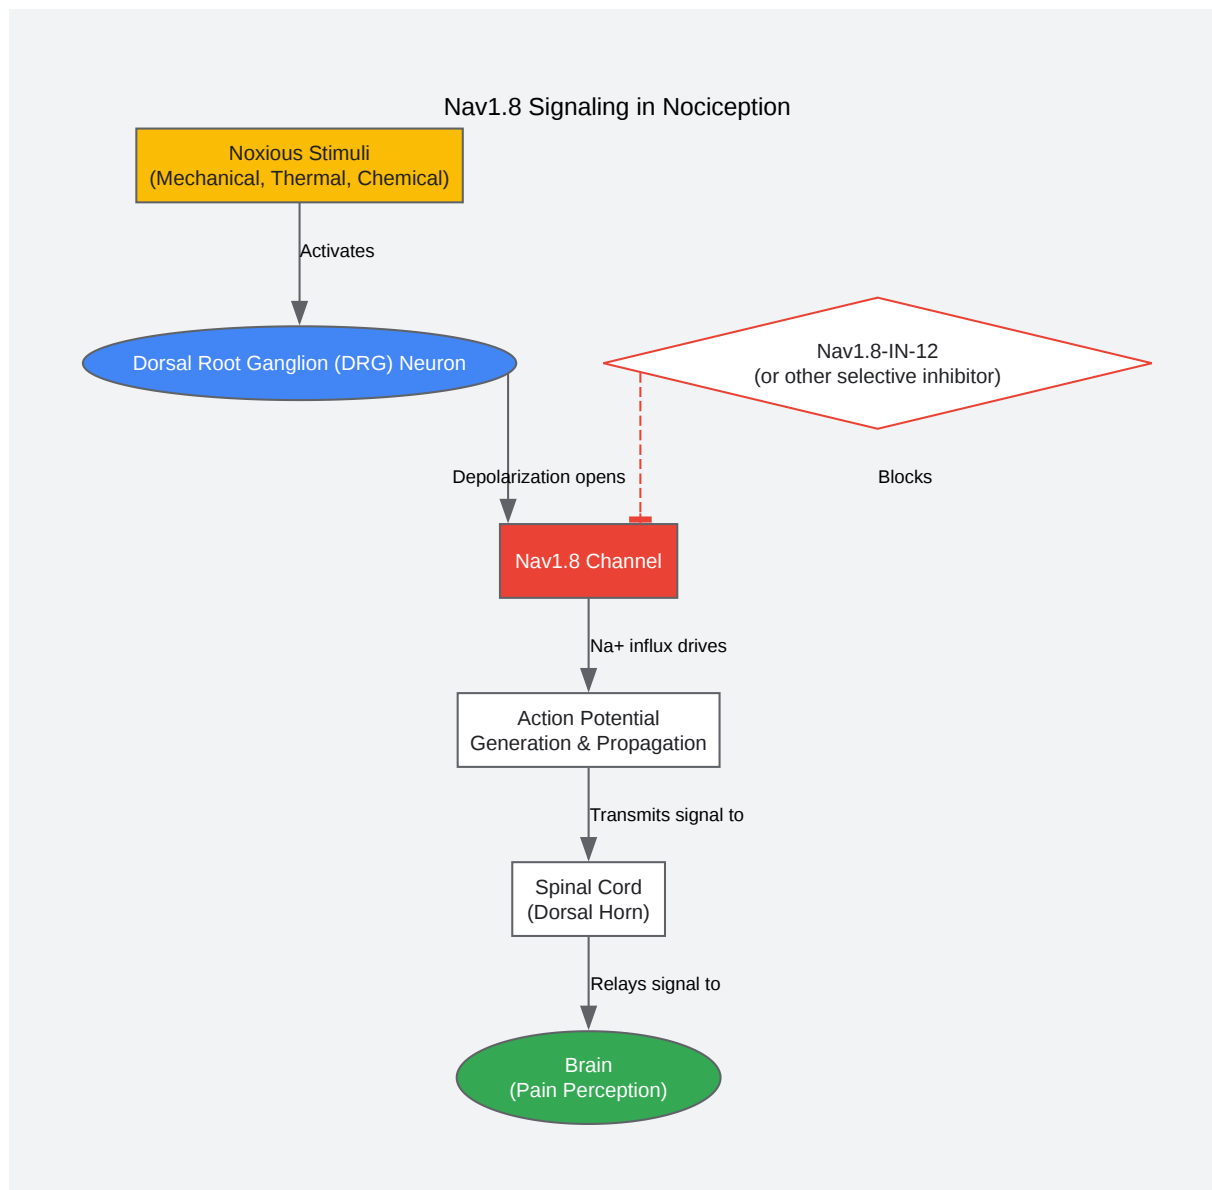 Nav1.8 Signaling in Nociception
Noxious Stimuli
(Mechanical, Thermal, Chemical)
Activates
Dorsal Root Ganglion (DRG) Neuron
Nav1.8-IN-12
(or other selective inhibitor)
Depolarization opens
Blocks
Nav1.8 Channel
Na+ influx drives
Action Potential
Generation & Propagation
Transmits signal to
Spinal Cord
(Dorsal Horn)
Relays signal to
Brain
(Pain Perception)